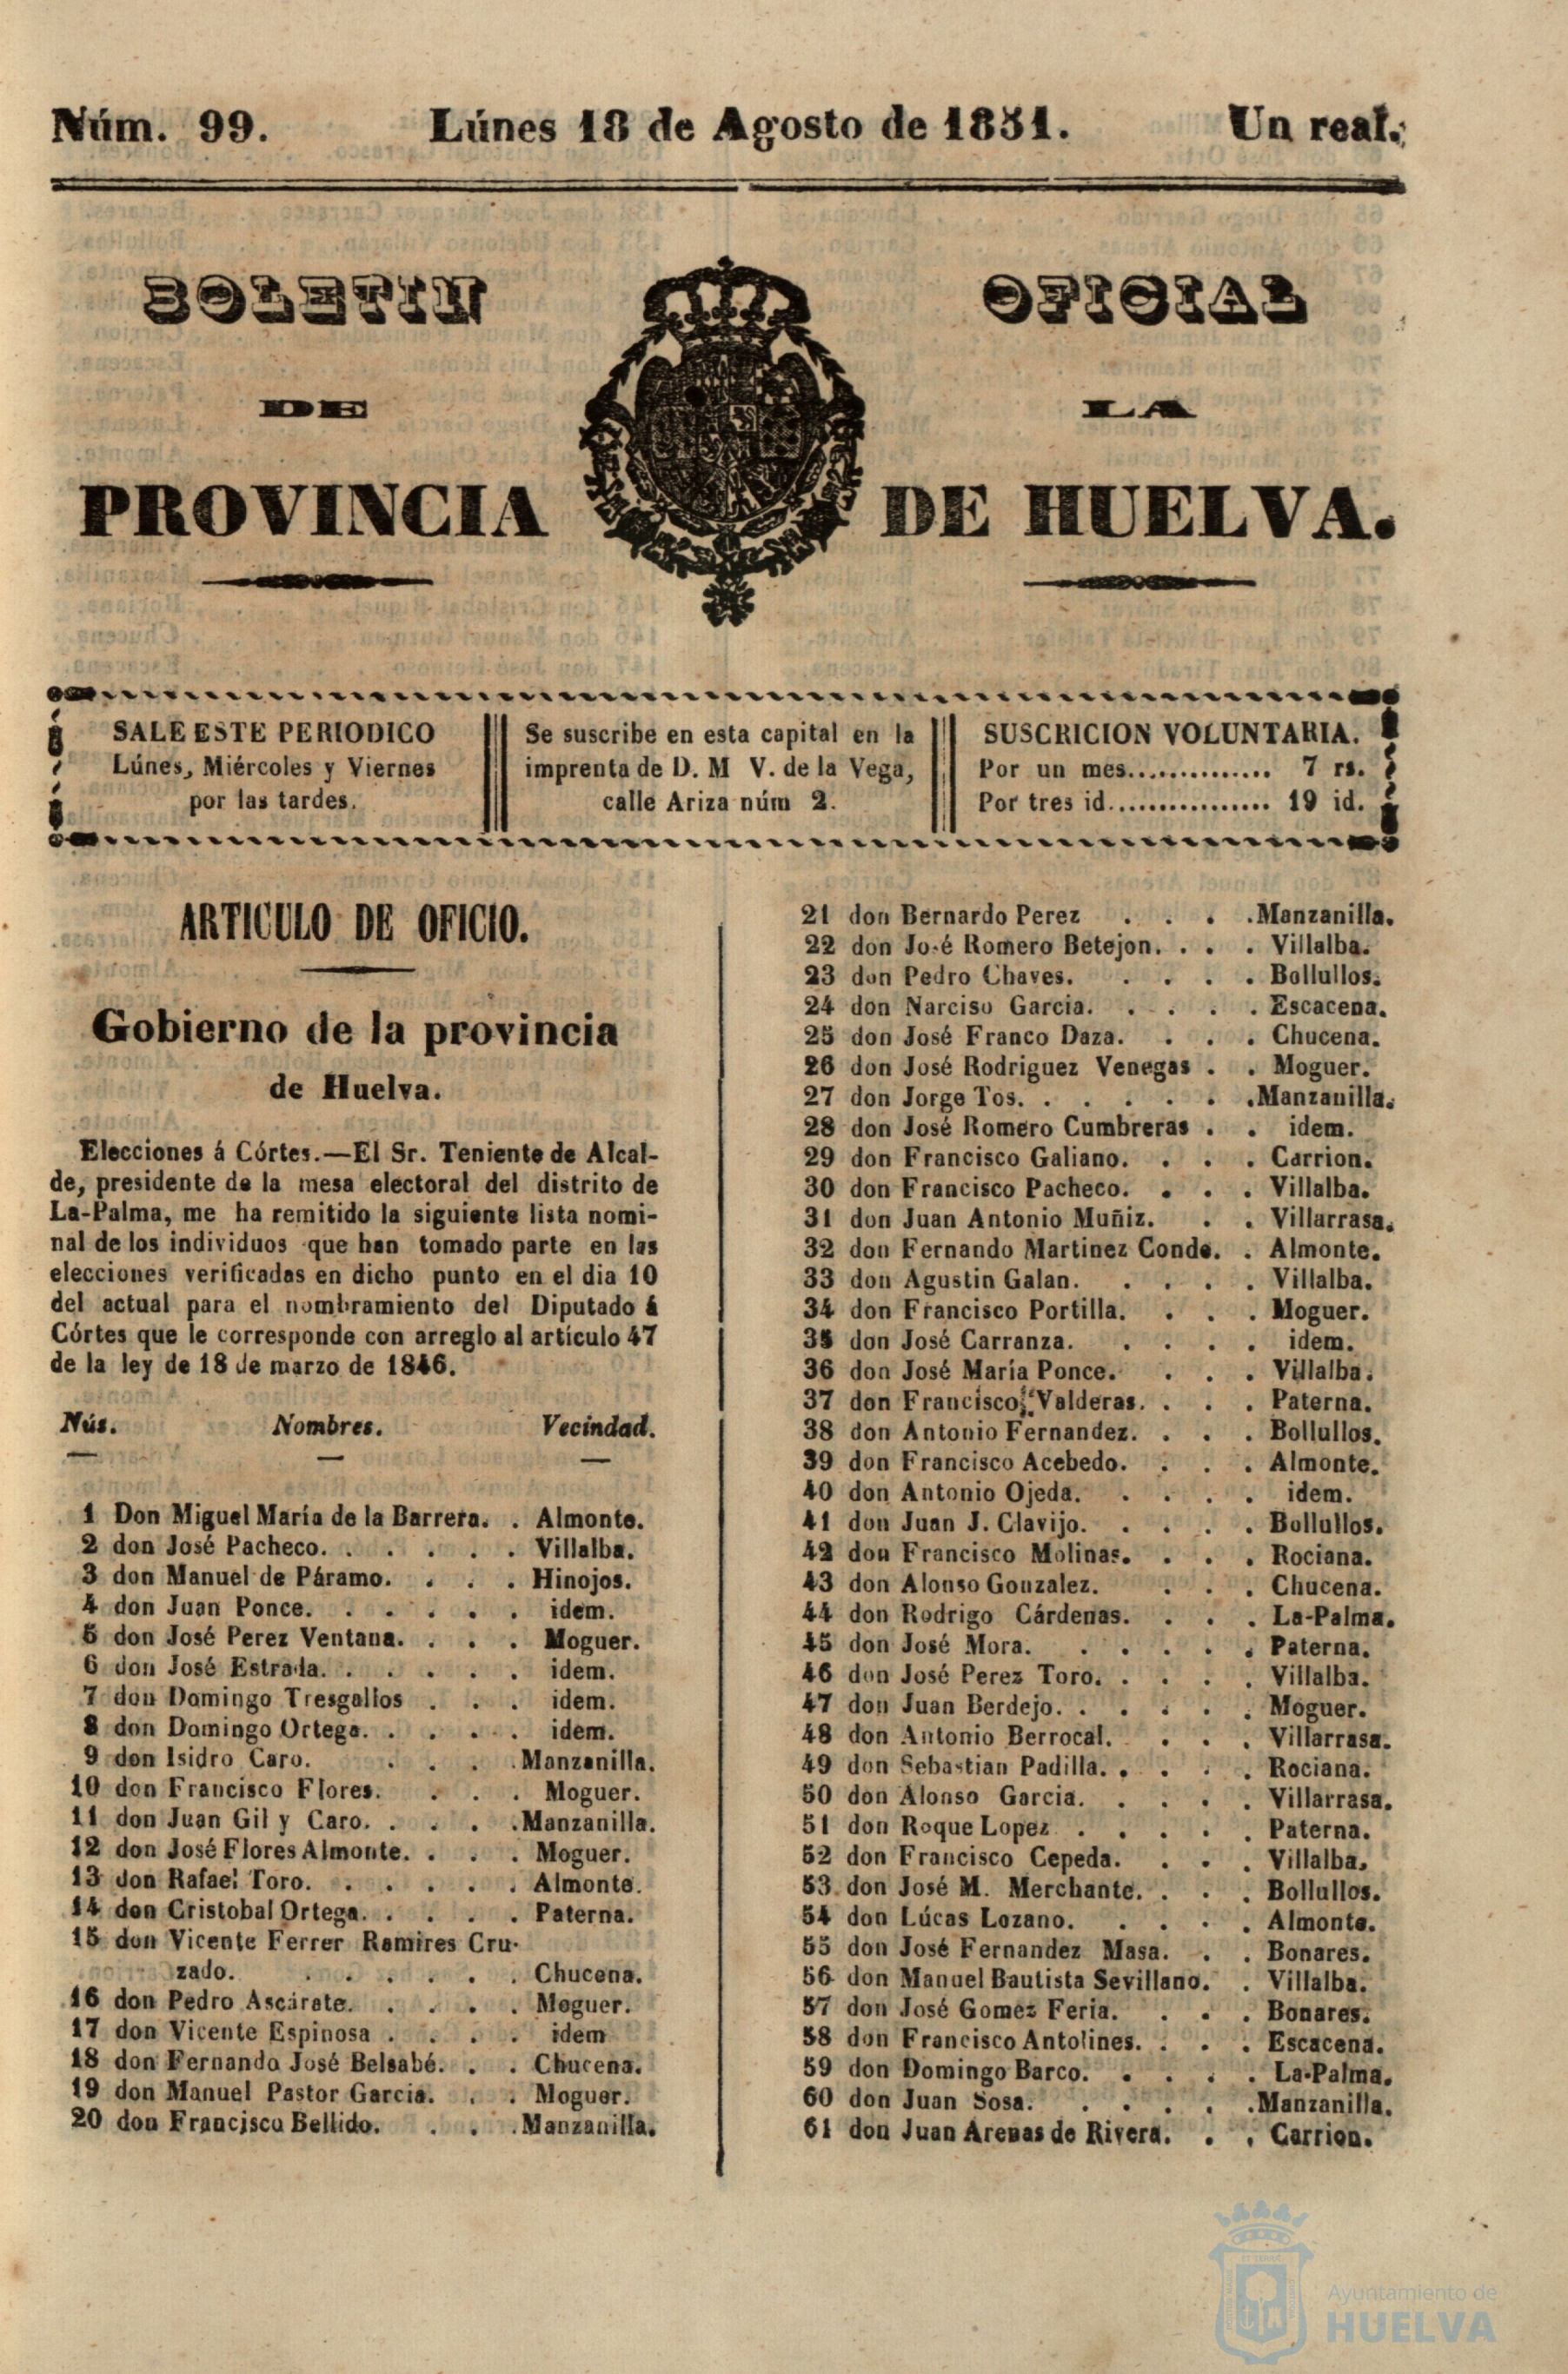 Núm. 99. Lúnes 18 de Agosto de 1851. Un real.
BOLETIN OFICIAL
DE LA
PROVINCIA DE HUELVA.
SALE ESTE PERIODICO
Lúnes, Miércoles y Viernes
por las tardes.
Se suscribe en esta capital en la
imprenta de D. M V. de la Vega,
calle Ariza núm 2.
SUSCRICION VOLUNTARIA.
Por un mes.............. 7 rs.
Por tres id................ 19 id.
ARTICULO DE OFICIO.
Gobierno de la provincia
de Huelva.
Elecciones á Córtes.—El Sr. Teniente de Alcal-
de, presidente de la mesa electoral del distrito de
La-Palma, me ha remitido la siguiente lista nomi-
nal de los individuos que han tomado parte en las
elecciones verificadas en dicho punto en el dia 10
del actual para el nombramiento del Diputado á
Córtes que le corresponde con arreglo al artículo 47
de la ley de 18 de marzo de 1846.
Nús. Nombres. Vecindad.
1 Don Miguel María de la Barrera. . Almonte.
2 don José Pacheco. . . . . . Villalba.
3 don Manuel de Páramo. . . . Hinojos.
4 don Juan Ponce. . . . . . idem.
5 don José Perez Ventana. . . . Moguer.
6 don José Estrada. . . . . . idem.
7 don Domingo Tresgallos . . . idem.
8 don Domingo Ortega. . . . . idem.
9 don Isidro Caro. . . . . Manzanilla.
10 don Francisco Flores. . . . Moguer.
11 don Juan Gil y Caro. . . . . Manzanilla.
12 don José Flores Almonte. . . . Moguer.
13 don Rafael Toro. . . . . . Almonte.
14 don Cristobal Ortega. . . . . Paterna.
15 don Vicente Ferrer Ramires Cru-
zado. . . . . . . Chucena.
16 don Pedro Ascárate. . . . . Moguer.
17 don Vicente Espinosa . . . . idem
18 don Fernando José Belsabé. . . Chucena.
19 don Manuel Pastor Garcia. . . Moguer.
20 don Francisco Bellido. . . . Manzanilla.
21 don Bernardo Perez . . . . Manzanilla.
22 don José Romero Betejon. . . . Villalba.
23 don Pedro Chaves. . . . . Bollullos.
24 don Narciso Garcia. . . . . Escacena.
25 don José Franco Daza. . . . Chucena.
26 don José Rodriguez Venegas . . Moguer.
27 don Jorge Tos. . . . . . . Manzanilla.
28 don José Romero Cumbreras . . idem.
29 don Francisco Galiano. . . . Carrion.
30 don Francisco Pacheco. . . . Villalba.
31 don Juan Antonio Muñiz. . . Villarrasa.
32 don Fernando Martinez Conde. . Almonte.
33 don Agustin Galan. . . . . Villalba.
34 don Francisco Portilla. . . . Moguer.
35 don José Carranza. . . . . idem.
36 don José María Ponce. . . . Villalba.
37 don Francisco Valderas. . . . Paterna.
38 don Antonio Fernandez. . . . Bollullos.
39 don Francisco Acebedo. . . . Almonte.
40 don Antonio Ojeda. . . . . idem.
41 don Juan J. Clavijo. . . . . Bollullos.
42 don Francisco Molinas. . . . Rociana.
43 don Alonso Gonzalez. . . . Chucena.
44 don Rodrigo Cárdenas. . . . La-Palma.
45 don José Mora. . . . . . Paterna.
46 don José Perez Toro. . . . . Villalba.
47 don Juan Berdejo. . . . . . Moguer.
48 don Antonio Berrocal. . . . Villarrasa.
49 don Sebastian Padilla. . . . . Rociana.
50 don Alonso Garcia. . . . . Villarrasa.
51 don Roque Lopez . . . . . Paterna.
52 don Francisco Cepeda. . . . Villalba.
53 don José M. Merchante. . . . Bollullos.
54 don Lúcas Lozano. . . . . Almonte.
55 don José Fernandez Masa. . . Bonares.
56 don Manuel Bautista Sevillano. . Villalba.
57 don José Gomez Feria. . . . Bonares.
58 don Francisco Antolines. . . . Escacena.
59 don Domingo Barco. . . . . La-Palma.
60 don Juan Sosa. . . . . . Manzanilla.
61 don Juan Arenas de Rivera. . . Carrion.
Ayuntamiento de
HUELVA